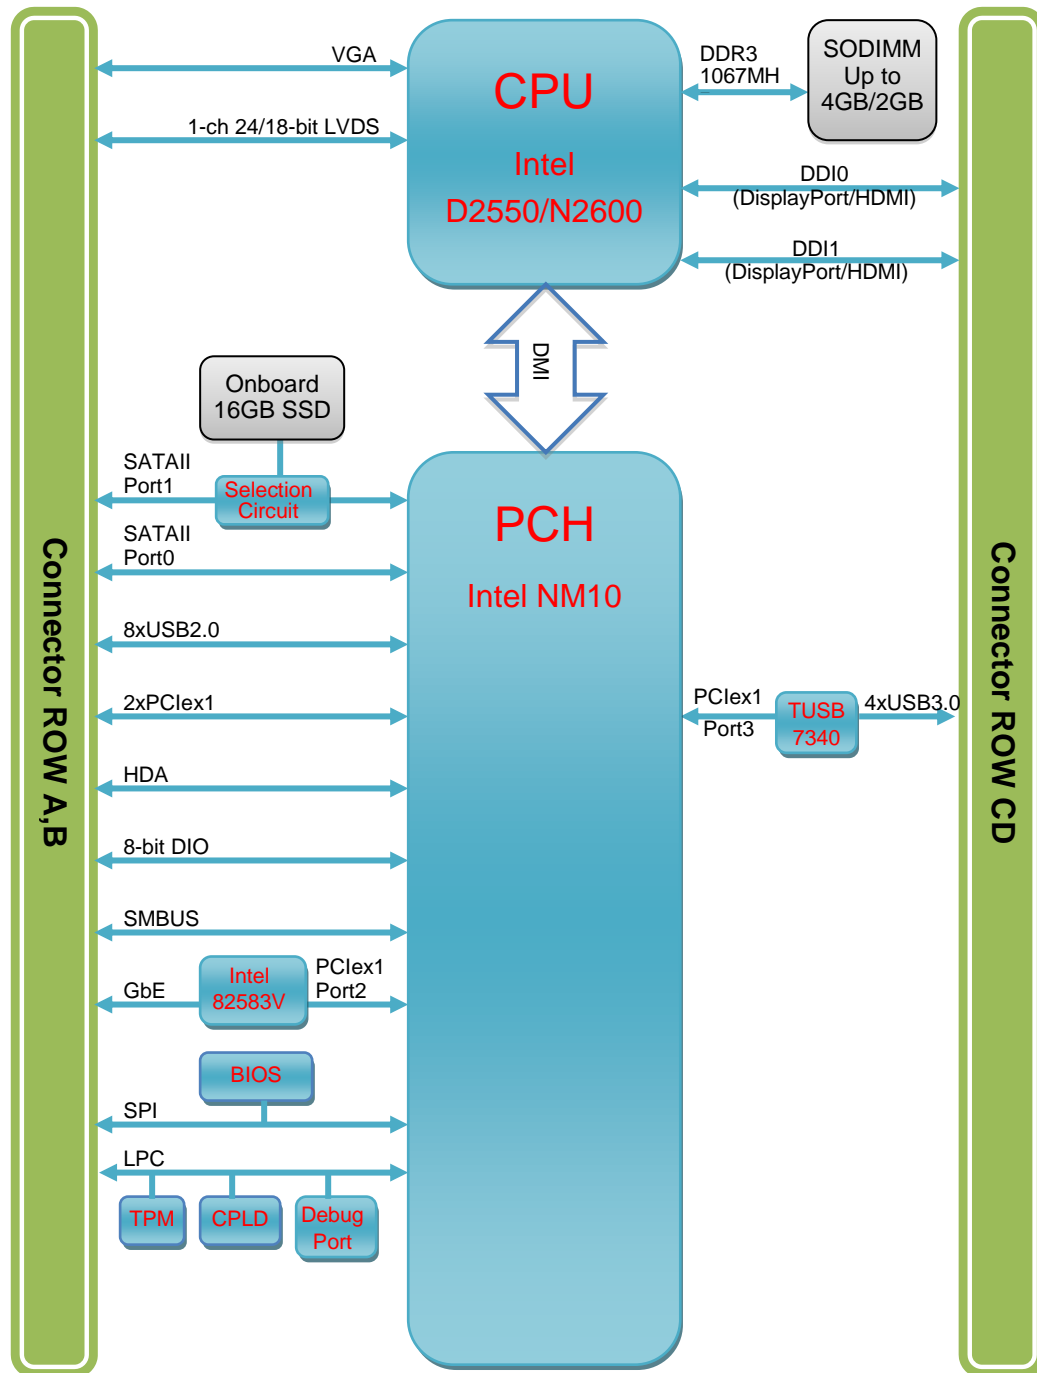 VGA
1-ch 24/18-bit LVDS
CPU
Intel
D2550/N2600
DDR3
1067MH
SODIMM
Up to
4GB/2GB
DDI0
(DisplayPort/HDMI)
DDI1
(DisplayPort/HDMI)
DMI
Onboard
16GB SSD
SATAII
Port1
Selection
Circuit
SATAII
Port0
PCH
Intel NM10
8xUSB2.0
2xPCIex1
HDA
8-bit DIO
SMBUS
GbE
Intel
82583V
PCIex1
Port2
BIOS
SPI
LPC
TPM
CPLD
Debug
Port
PCIex1
Port3
TUSB
7340
4xUSB3.0
Connector ROW A,B
Connector ROW CD